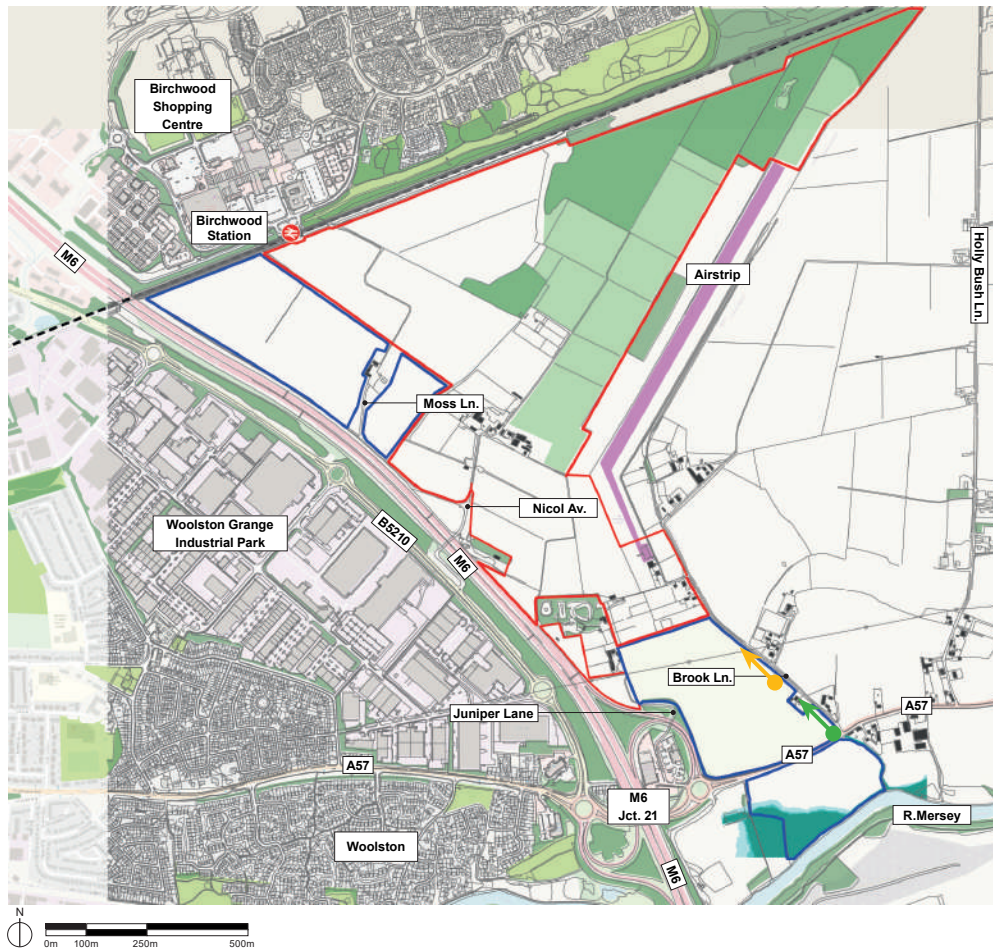 Birchwood
Shopping
Centre
Birchwood
Station
M6
Holly Bush Ln.
Airstrip
Moss Ln.
Nicol Av.
Woolston Grange
Industrial Park
B5210
M6
Brook Ln.
A57
Juniper Lane
A57
A57
M6
Jct. 21
R.Mersey
Woolston
M6
N
0m 100m 250m 500m